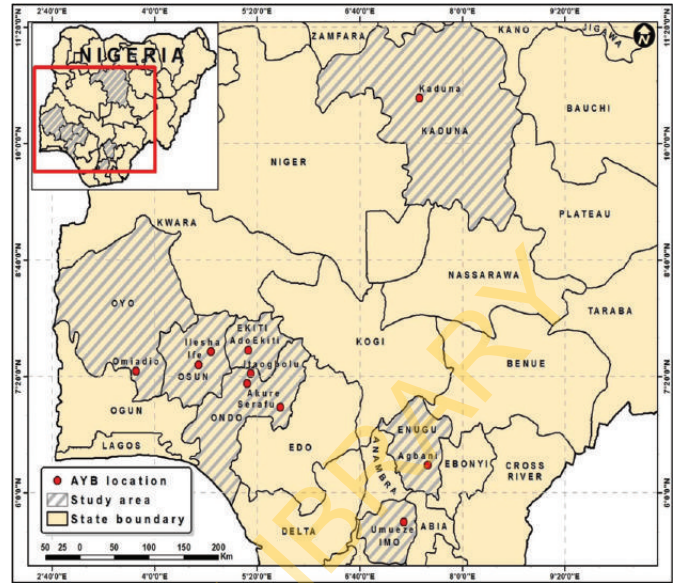 2°40'0"E
4°0'0"E
5°20'0"E
6°40'0"E
8°0'0"E
9°20'0"E
11°20'0"N
NIGERIA
ZAMFARA
KANO
JIGAWA
N
Kaduna
BAUCHI
KADUNA
10°0'0"N
NIGER
PLATEAU
KWARA
8°40'0"N
NASSARAWA
OYO
TARABA
EKITI
KOGI
Ilesha
AdoEkiti
Ife
Itaogbolu
BENUE
Omiadio
OSUN
7°20'0"N
Akure
Serafu
OGUN
ONDO
ENUGU
LAGOS
EDO
Agbani
EBONYI
CROSS
RIVER
ANAMBRA
6°0'0"N
AYB location
Study area
State boundary
DELTA
Umueze
IMO
ABIA
50 25 0 50 100 150 200
Km
2°40'0"E
4°0'0"E
5°20'0"E
6°40'0"E
8°0'0"E
9°20'0"E